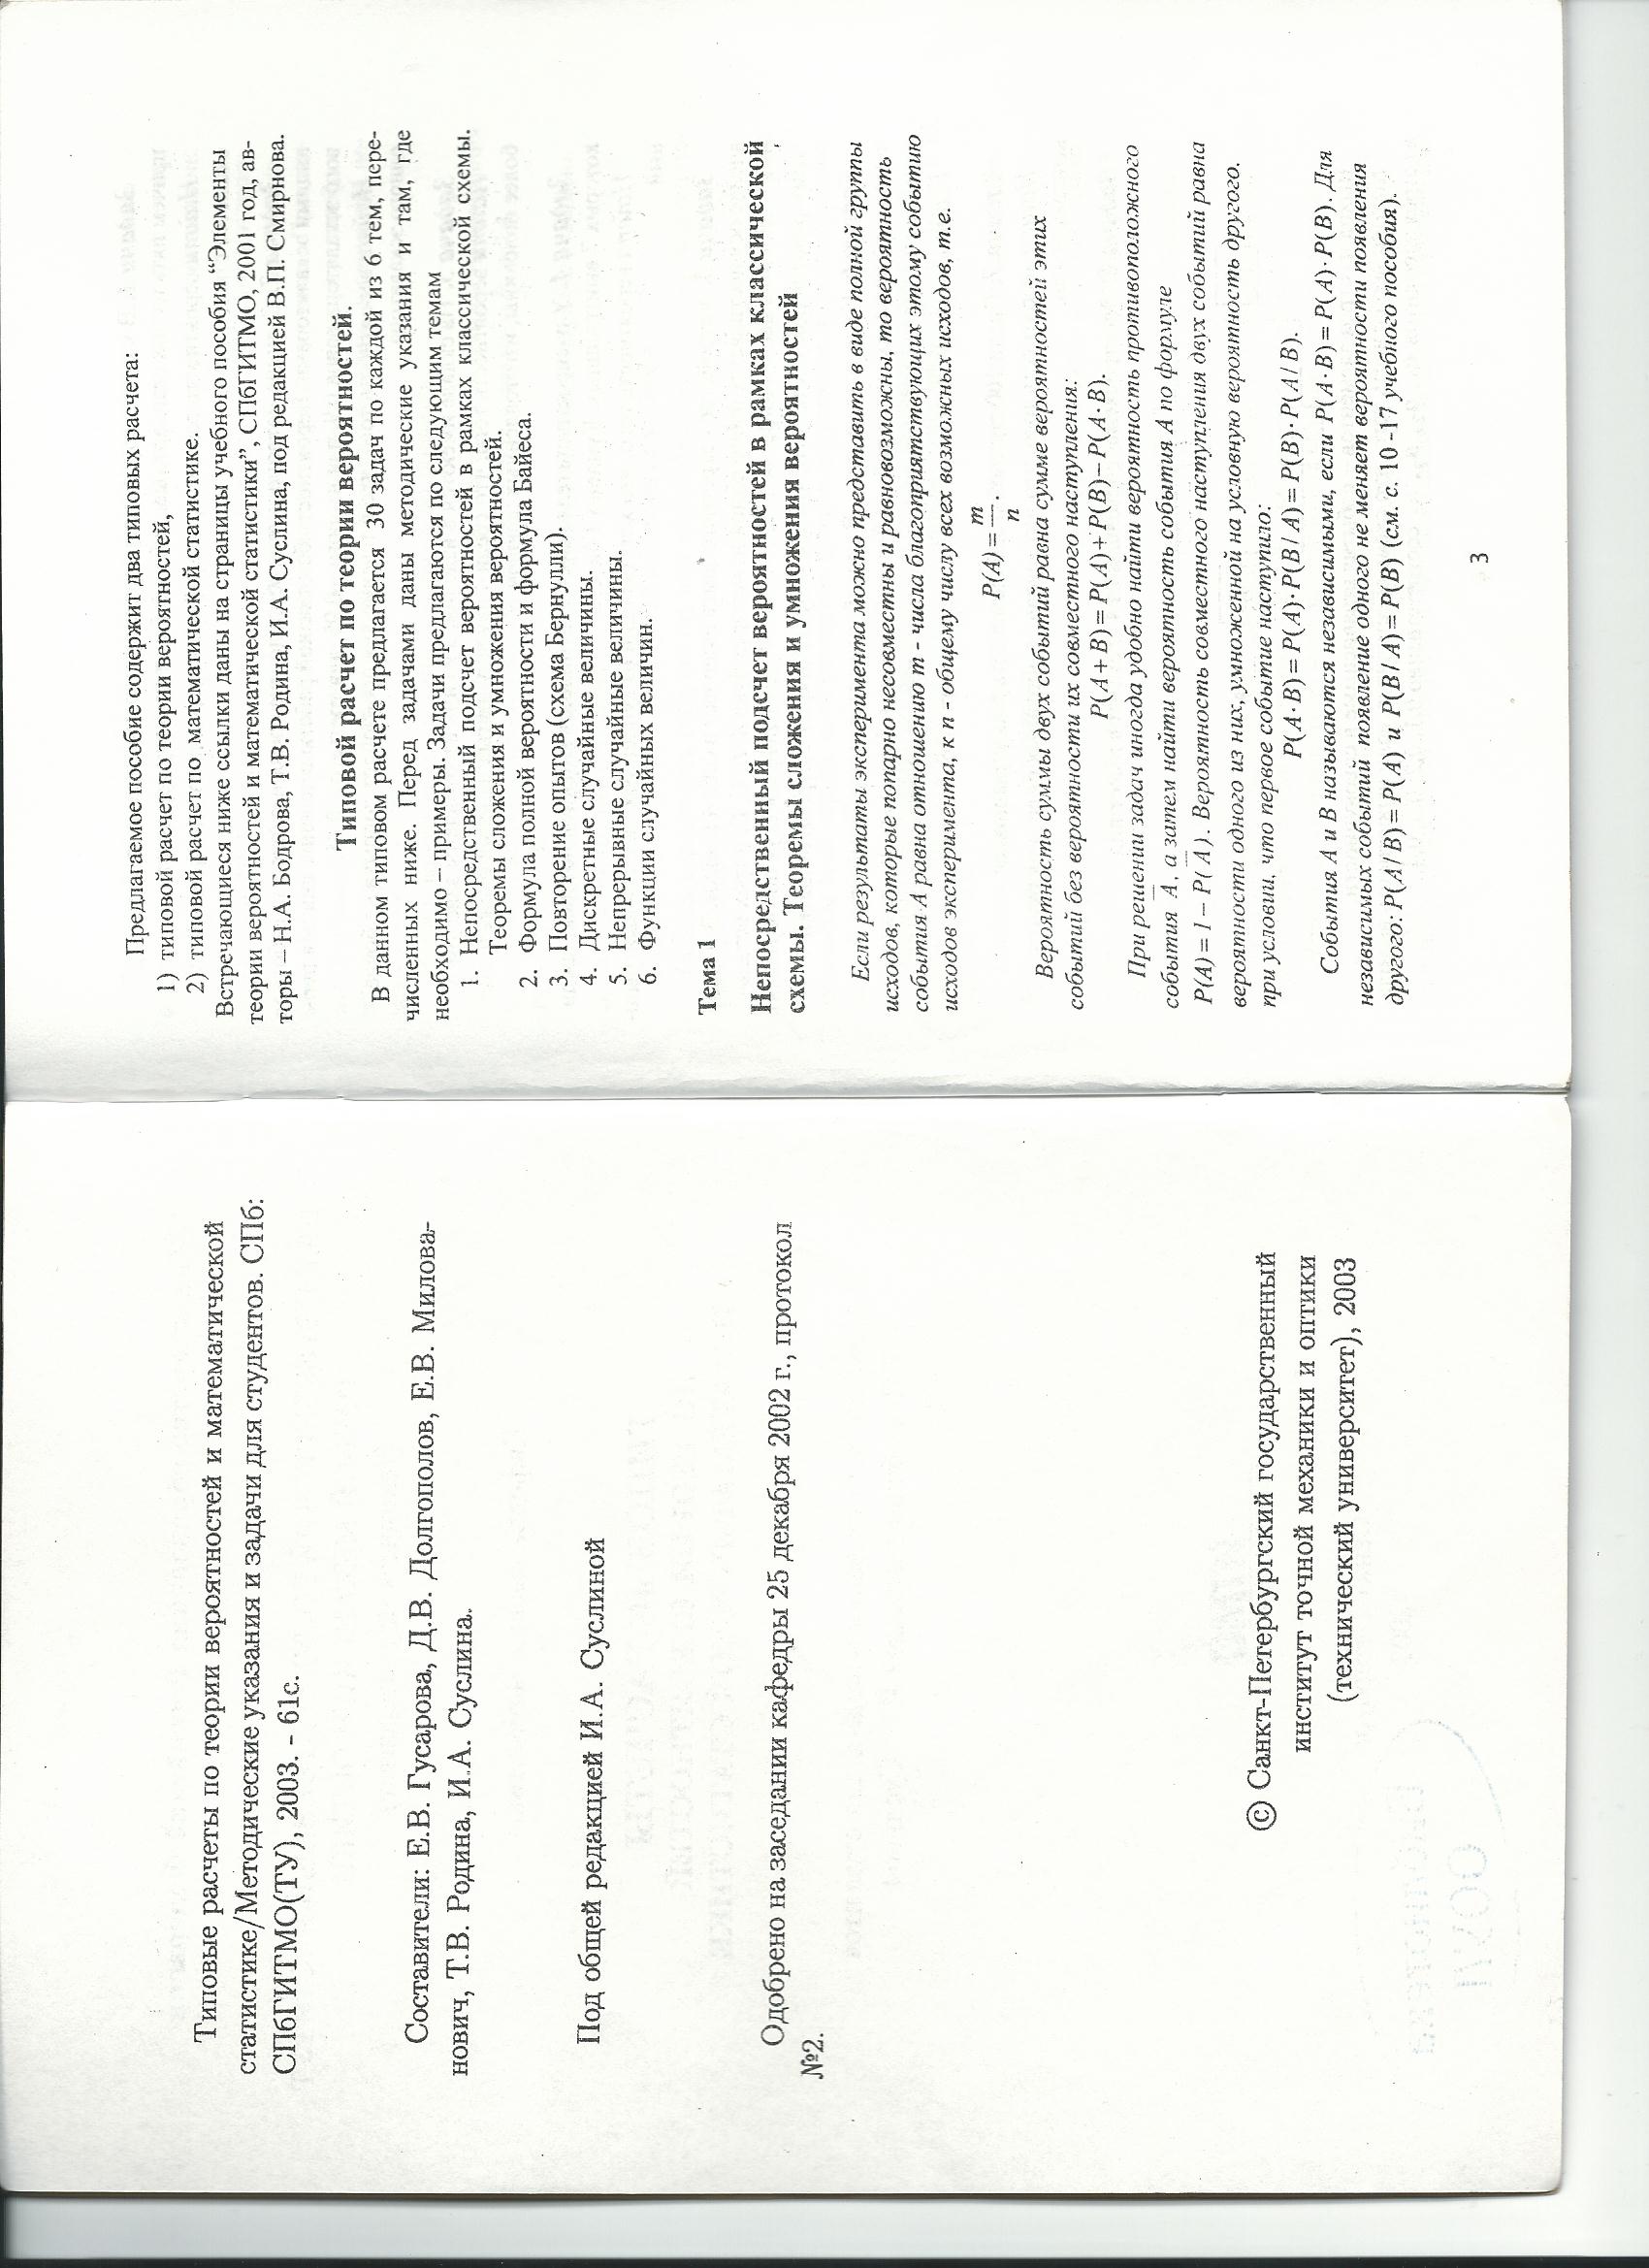 Типовые расчеты по теории вероятностей и математической
статистике/Методические указания и задачи для студентов. СПб:
СПбГИТМО(ТУ), 2003. - 61с.
Составители: Е.В. Гусарова, Д.В. Долгополов, Е.В. Милова-
нович, Т.В. Родина, И.А. Суслина.
Под общей редакцией И.А. Суслиной
Одобрено на заседании кафедры 25 декабря 2002 г., протокол
№2.
© Санкт-Петербургский государственный
институт точной механики и оптики
(технический университет), 2003
Библиотека
ООУЛ
Предлагаемое пособие содержит два типовых расчета:
1) типовой расчет по теории вероятностей,
2) типовой расчет по математической статистике.
Встречающиеся ниже ссылки даны на страницы учебного пособия “Элементы
теории вероятностей и математической статистики”, СПбГИТМО, 2001 год, ав-
торы – Н.А. Бодрова, Т.В. Родина, И.А. Суслина, под редакцией В.П. Смирнова.
Типовой расчет по теории вероятностей.
В данном типовом расчете предлагается 30 задач по каждой из 6 тем, пере-
численных ниже. Перед задачами даны методические указания и там, где
необходимо – примеры. Задачи предлагаются по следующим темам
1. Непосредственный подсчет вероятностей в рамках классической схемы.
Теоремы сложения и умножения вероятностей.
2. Формула полной вероятности и формула Байеса.
3. Повторение опытов (схема Бернулли).
4. Дискретные случайные величины.
5. Непрерывные случайные величины.
6. Функции случайных величин.
Тема 1
Непосредственный подсчет вероятностей в рамках классической
схемы. Теоремы сложения и умножения вероятностей
Если результаты эксперимента можно представить в виде полной группы
исходов, которые попарно несовместны и равновозможны, то вероятность
события A равна отношению m - числа благоприятствующих этому событию
исходов эксперимента, к n - общему числу всех возможных исходов, т.е.
P(A) = m/n.
Вероятность суммы двух событий равна сумме вероятностей этих
событий без вероятности их совместного наступления:
P(A + B) = P(A) + P(B) − P(A·B).
При решении задач иногда удобно найти вероятность противоположного
события A̅, а затем найти вероятность события A по формуле
P(A) = 1 − P(A̅). Вероятность совместного наступления двух событий равна
вероятности одного из них, умноженной на условную вероятность другого.
при условии, что первое событие наступило:
P(A·B) = P(A)·P(B/A) = P(B)·P(A/B).
События A и B называются независимыми, если P(A·B) = P(A)·P(B). Для
независимых событий появление одного не меняет вероятности появления
другого: P(A/B) = P(A) и P(B/A) = P(B) (см. с. 10 -17 учебного пособия).
3